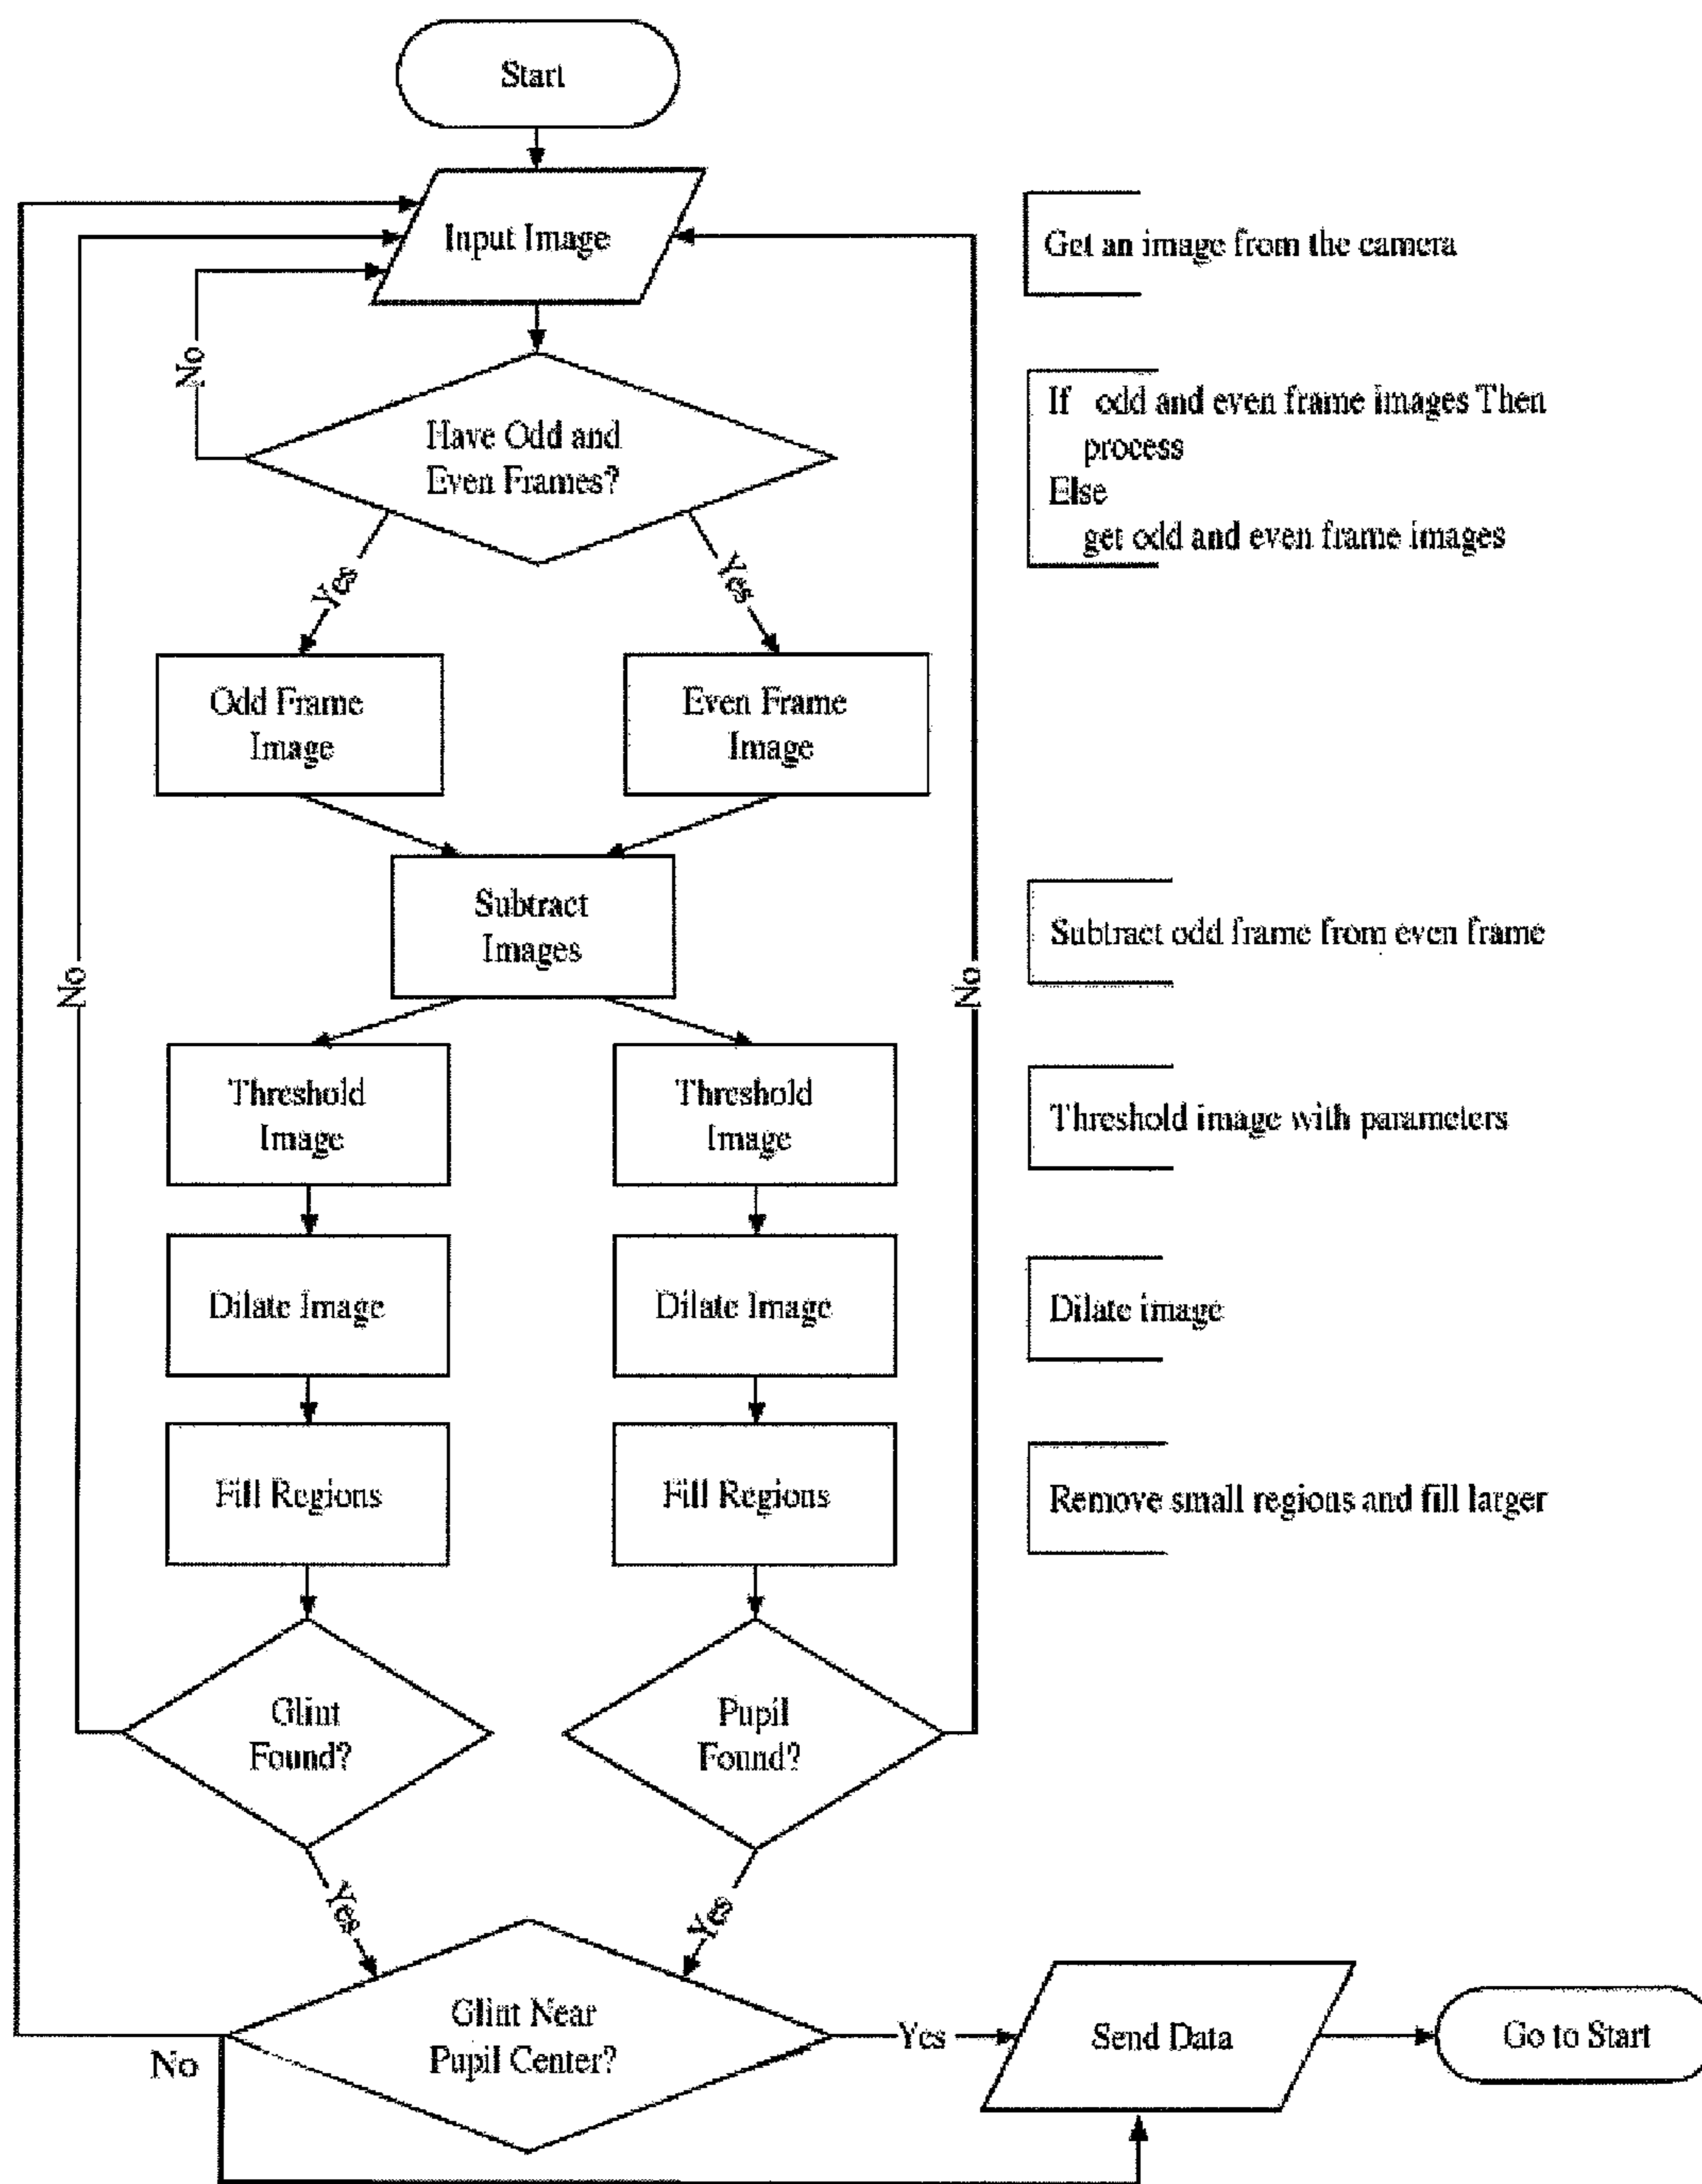 Start
Input Image
Get an image from the camera
No
Have Odd and
Even Frames?
If odd and even frame images Then
process
Else
get odd and even frame images
Yes
Yes
Odd Frame
Image
Even Frame
Image
Subtract
Images
Subtract odd frame from even frame
No
No
Threshold
Image
Threshold
Image
Threshold image with parameters
Dilate Image
Dilate Image
Dilate image
Fill Regions
Fill Regions
Remove small regions and fill larger
Glint
Found?
Pupil
Found?
Yes
Yes
Glint Near
Pupil Center?
No
Yes
Send Data
Go to Start